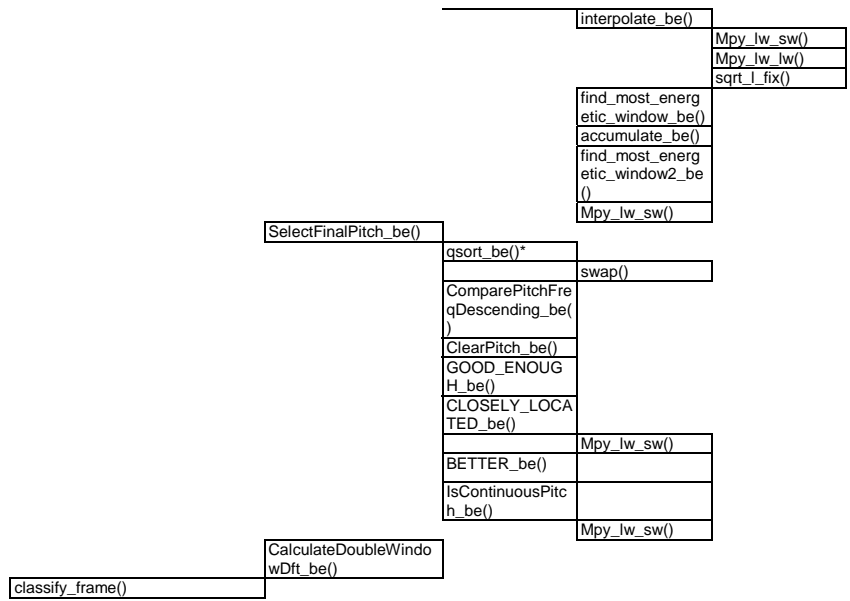 interpolate_be()
Mpy_lw_sw()
Mpy_lw_lw()
sqrt_l_fix()
find_most_energ
etic_window_be()
accumulate_be()
find_most_energ
etic_window2_be
()
Mpy_lw_sw()
SelectFinalPitch_be()
qsort_be()*
swap()
ComparePitchFre
qDescending_be(
)
ClearPitch_be()
GOOD_ENOUG
H_be()
CLOSELY_LOCA
TED_be()
Mpy_lw_sw()
BETTER_be()
IsContinuousPitc
h_be()
Mpy_lw_sw()
CalculateDoubleWindo
wDft_be()
classify_frame()